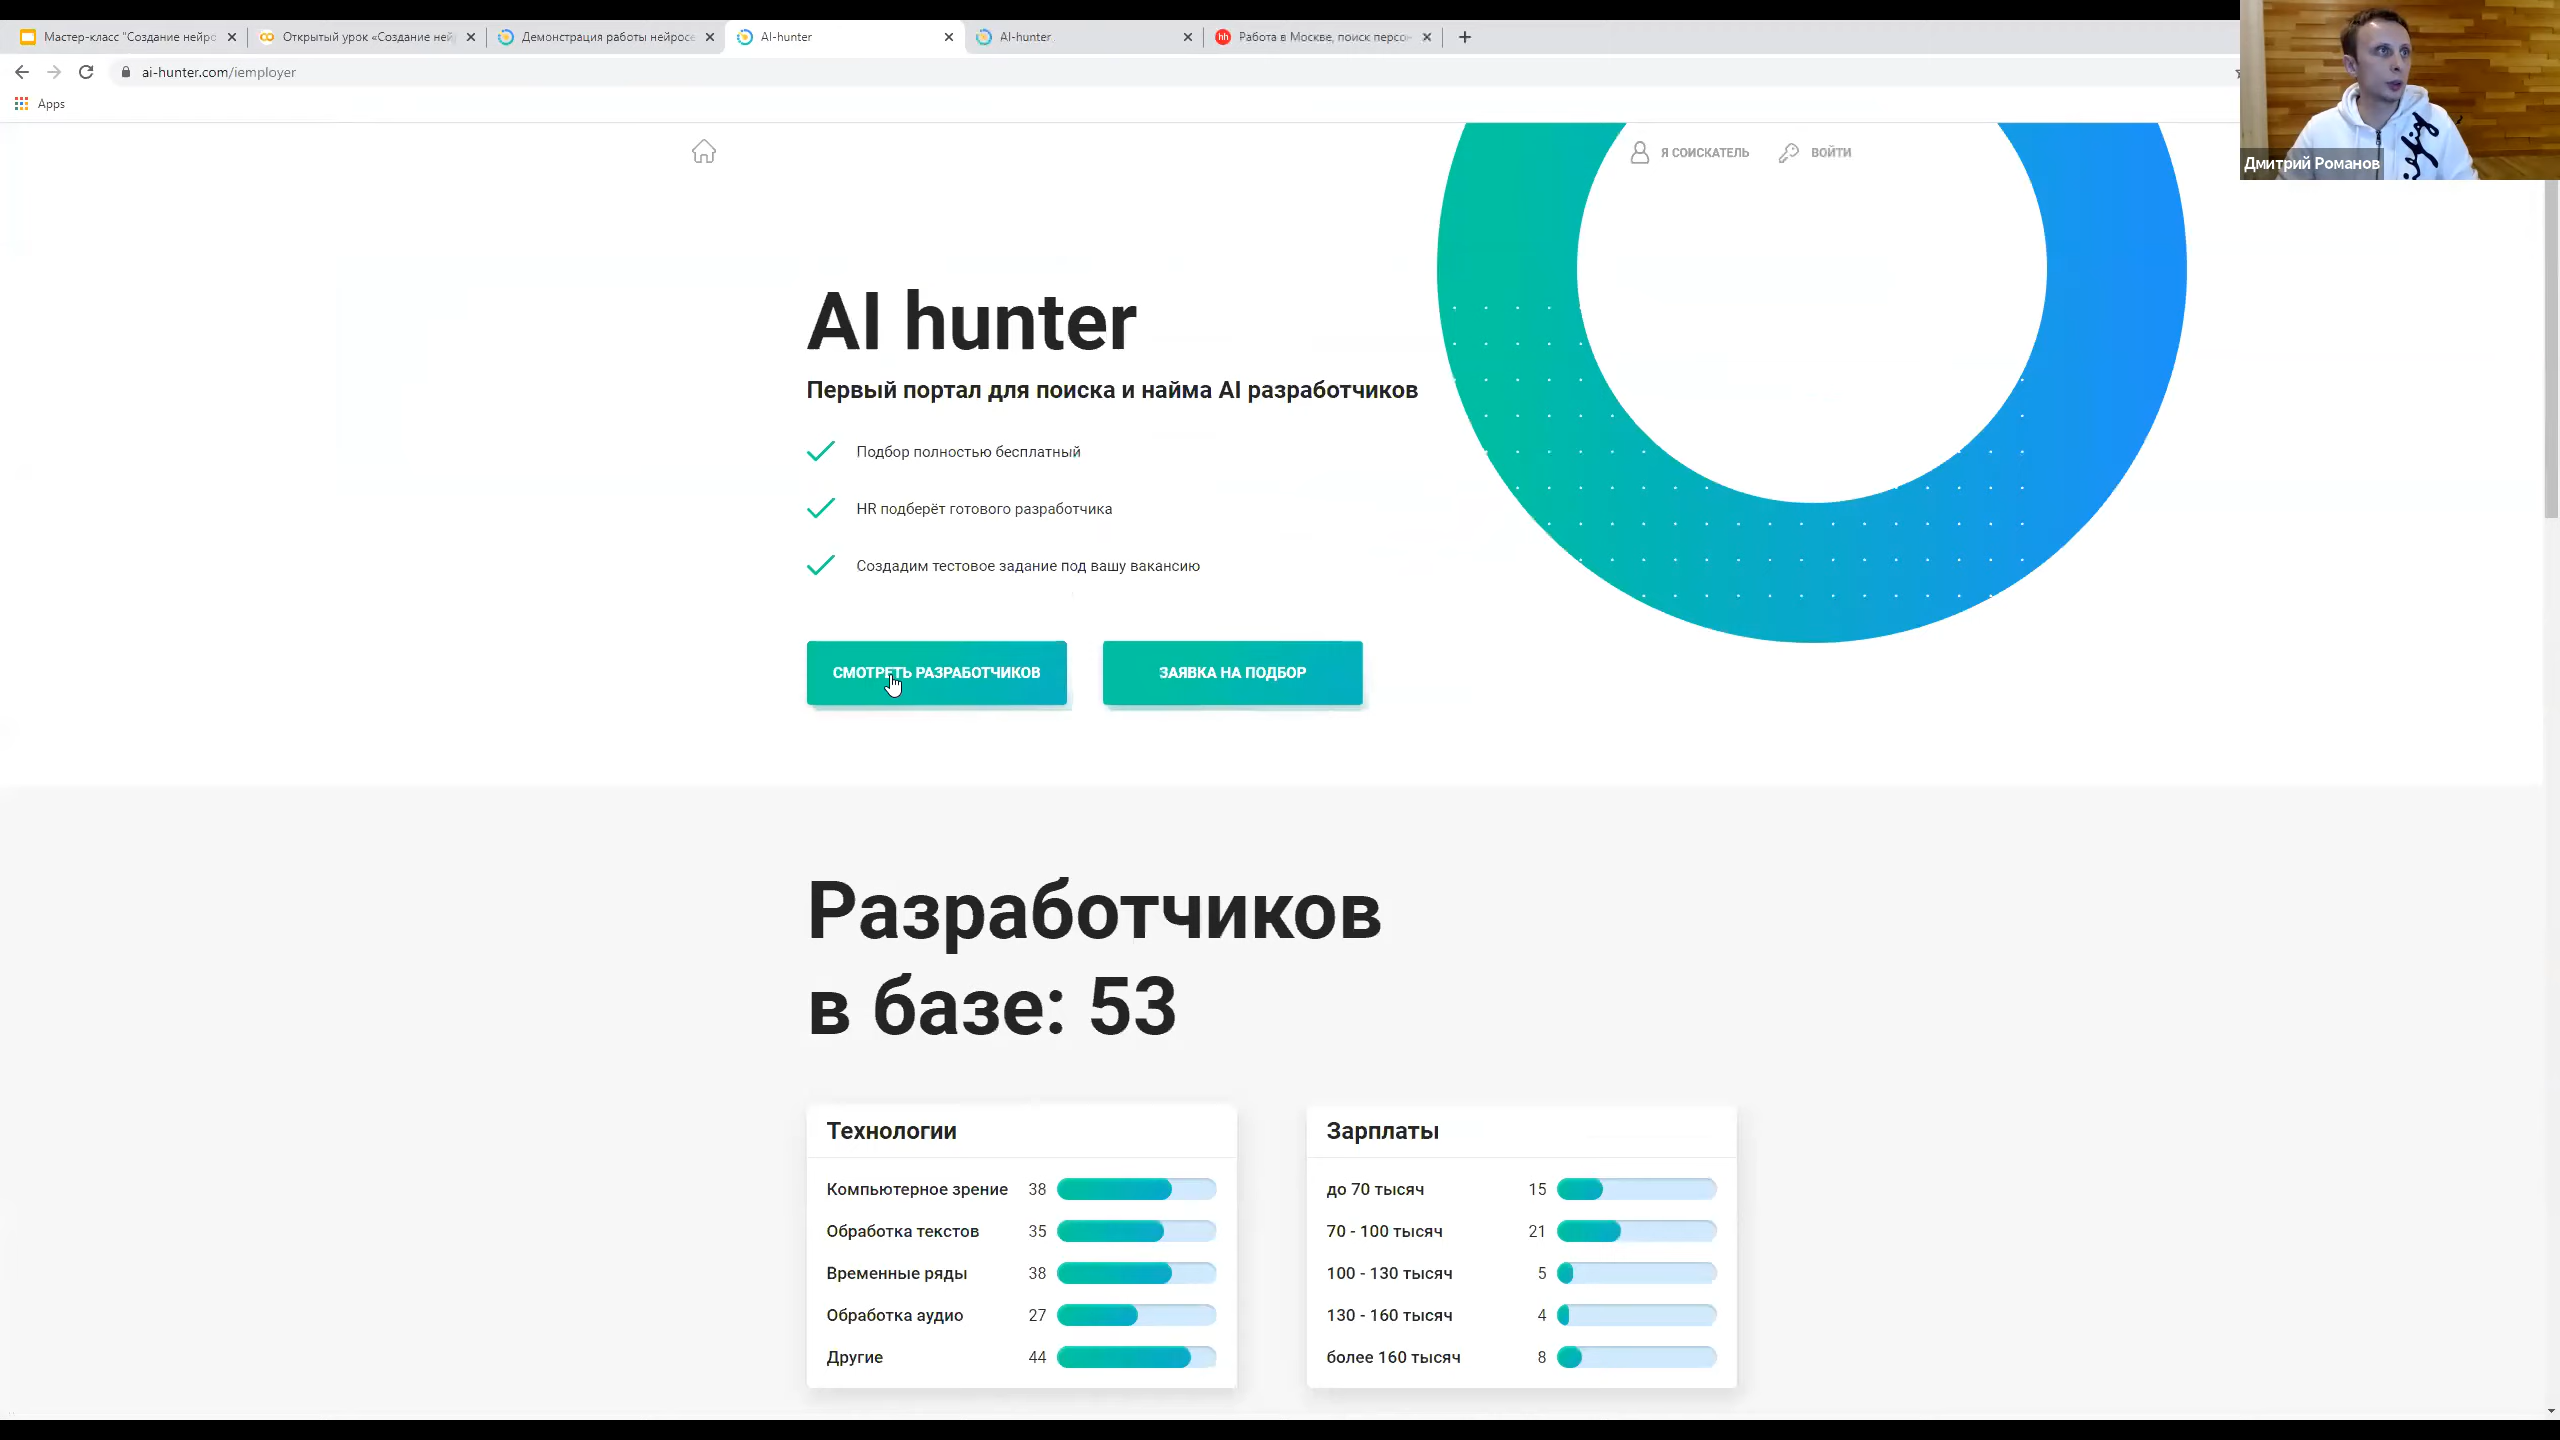 Мастер-класс "Создание нейро
Открытый урок «Создание ней
Демонстрация работы нейросе
AI-hunter
AI-hunter
hh Работа в Москве, поиск персон
ai-hunter.com/iemployer
Apps
Дмитрий Романов
Я СОИСКАТЕЛЬ
ВОЙТИ
AI hunter
Первый портал для поиска и найма AI разработчиков
Подбор полностью бесплатный
HR подберёт готового разработчика
Создадим тестовое задание под вашу вакансию
СМОТРЕТЬ РАЗРАБОТЧИКОВ
ЗАЯВКА НА ПОДБОР
Разработчиков
в базе: 53
Технологии
Компьютерное зрение 38
Обработка текстов 35
Временные ряды 38
Обработка аудио 27
Другие 44
Зарплаты
до 70 тысяч 15
70 - 100 тысяч 21
100 - 130 тысяч 5
130 - 160 тысяч 4
более 160 тысяч 8